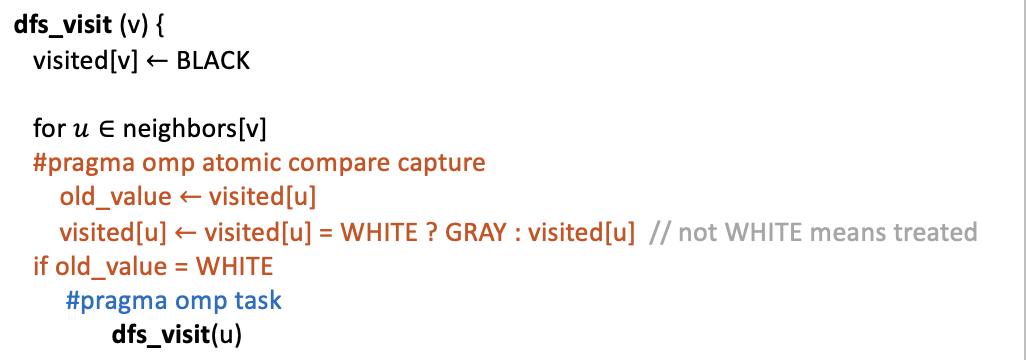 dfs_visit (v) {
visited[v] ← BLACK
for 𝑢 ∈ neighbors[v]
#pragma omp atomic compare capture
old_value ← visited[u]
visited[u] ← visited[u] = WHITE ? GRAY : visited[u] // not WHITE means treated
if old_value = WHITE
#pragma omp task
dfs_visit(u)